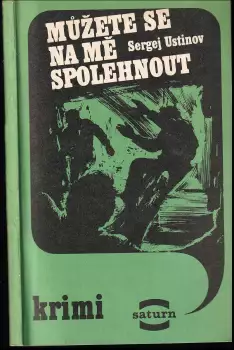 MŮŽETE SE
NA MĚ Sergej Ustinov
SPOLEHNOUT
krimi
saturn